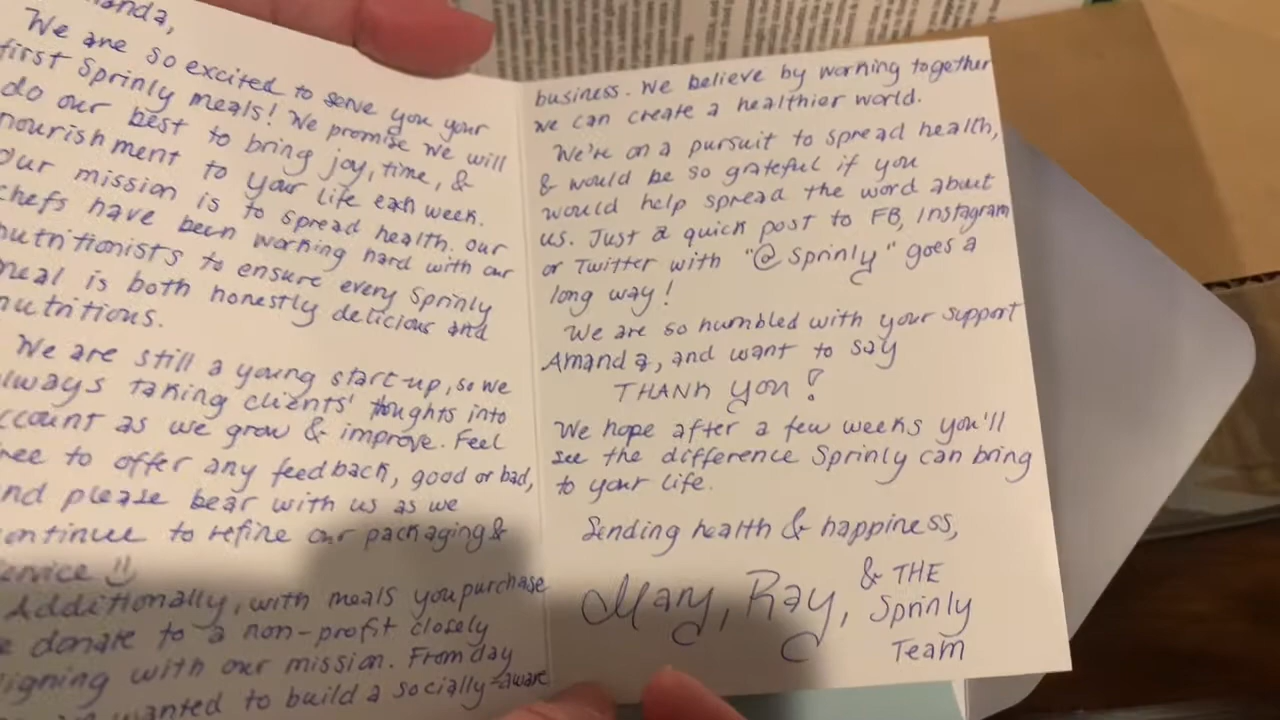 We are so excited to serve you your
first Sprinly meals! We promise we will
do our best to bring joy, time, &
nourishment to your life each week.
Our mission is to spread health. Our
chefs have been working hard with our
nutritionists to ensure every Sprinly
meal is both honestly delicious and
nutritions.
We are still a young start-up, so we
always taking clients' thoughts into
ccount as we grow & improve. Feel
ree to offer any feedback, good or bad,
nd please bear with us as we
ontinue to refine our packaging &
ervice
Additionally, with meals you purchase
e donate to a non-profit closely
ligning with our mission. From day
wanted to build a socially-aware
business. We believe by working together
we can create a healthier world.
We're on a pursuit to spread health,
& would be so grateful if you
would help spread the word about
us. Just a quick post to FB, Instagram
or Twitter with "@Sprinly" goes a
long way!
We are so humbled with your support
Amanda, and want to say
THANK YOU!
We hope after a few weeks you'll
see the difference Sprinly can bring
to your life.
Sending health & happiness,
Mary, Ray, & THE
Sprinly
Team